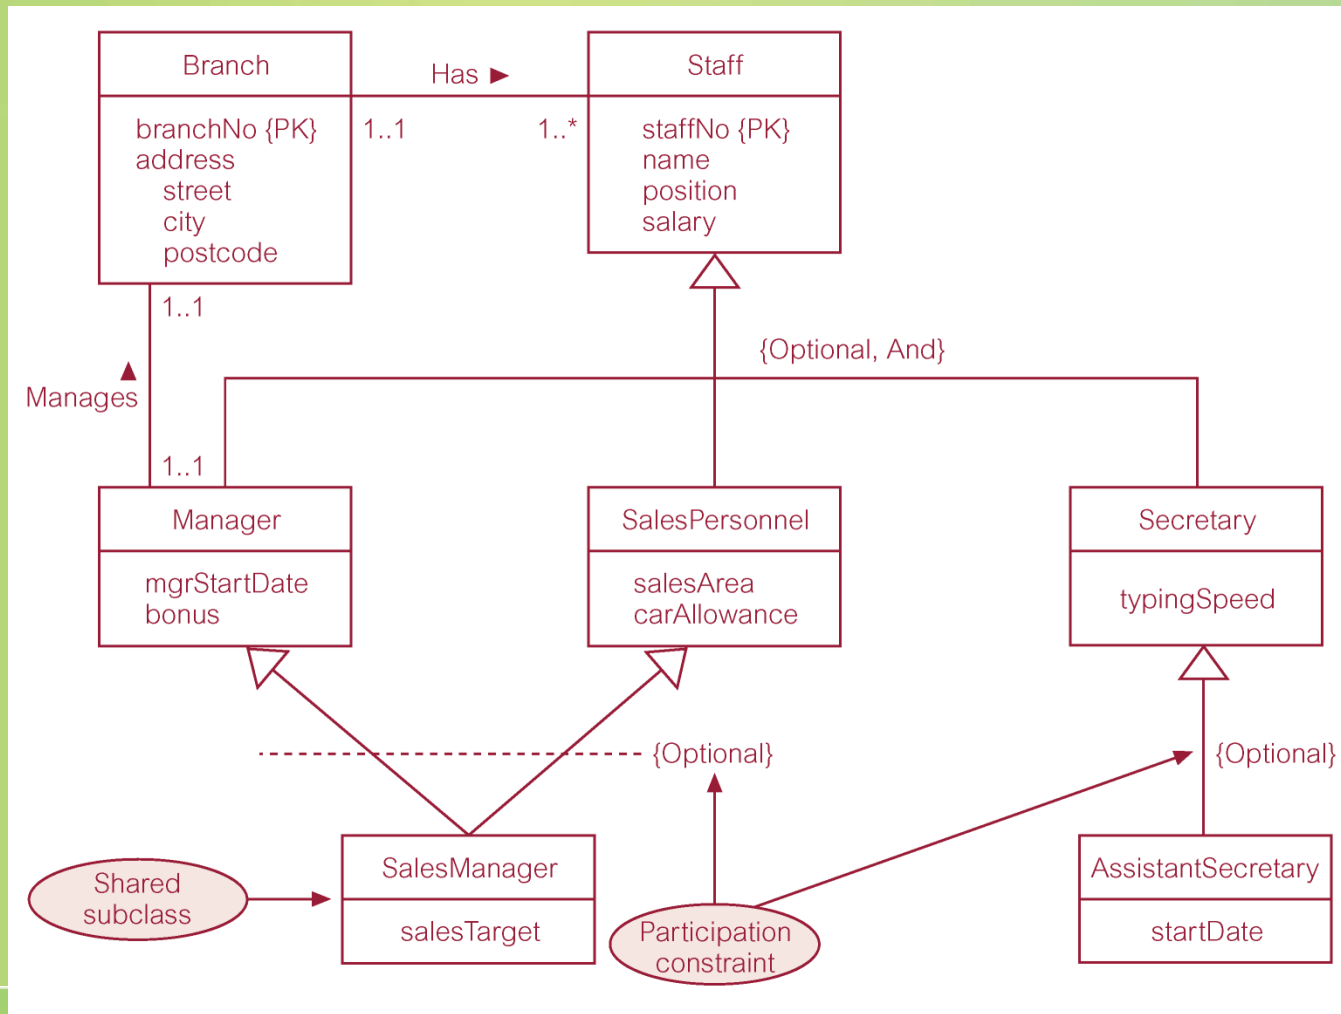 Branch
branchNo {PK}
address
street
city
postcode
Has ►
1..1
1..*
Staff
staffNo {PK}
name
position
salary
1..1
▲
Manages
1..1
{Optional, And}
Manager
mgrStartDate
bonus
SalesPersonnel
salesArea
carAllowance
Secretary
typingSpeed
{Optional}
{Optional}
Shared
subclass
SalesManager
salesTarget
Participation
constraint
AssistantSecretary
startDate